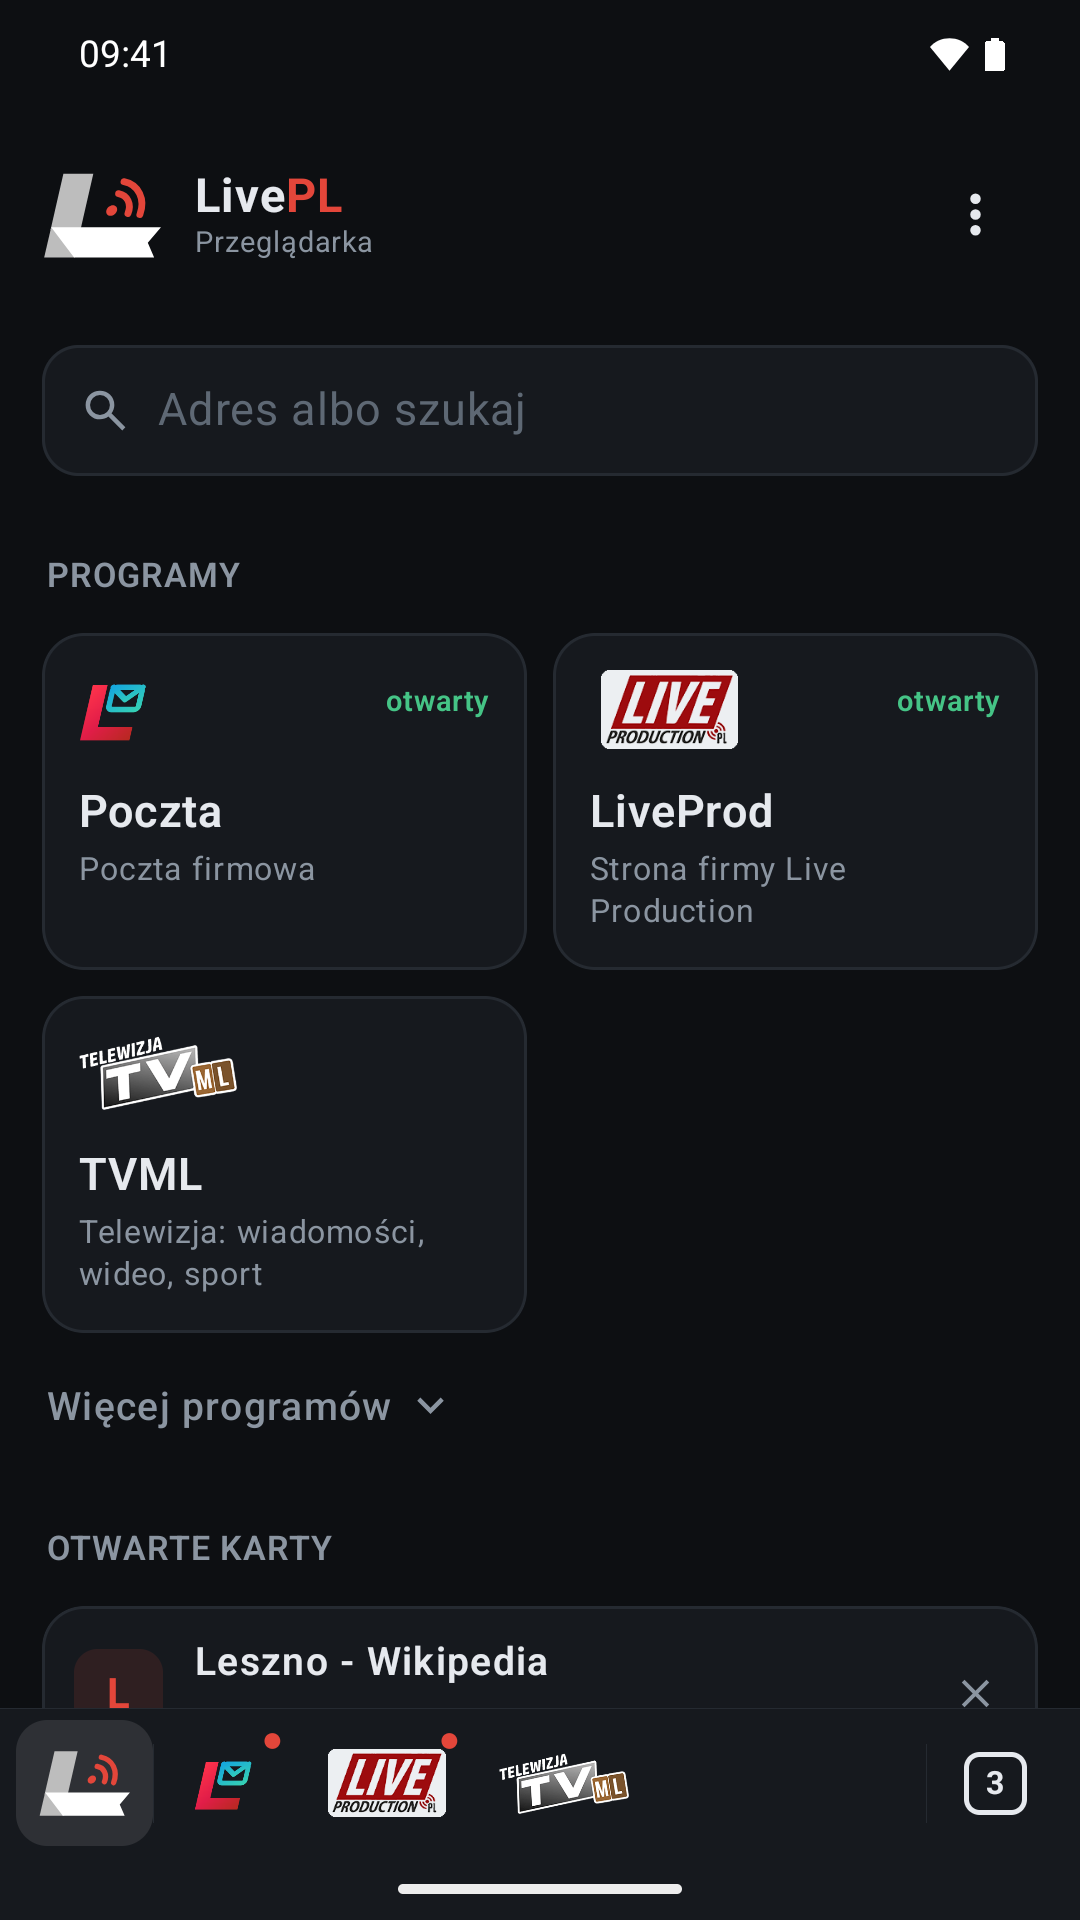 09:41
LivePL
Przeglądarka
Adres albo szukaj
PROGRAMY
otwarty
LIVE
PRODUCTION PL
otwarty
Poczta
Poczta firmowa
LiveProd
Strona firmy Live
Production
TELEWIZJA
TV ML
TVML
Telewizja: wiadomości,
wideo, sport
Więcej programów
OTWARTE KARTY
L
Leszno - Wikipedia
LIVE
PRODUCTION PL
TELEWIZJA
TV ML
3